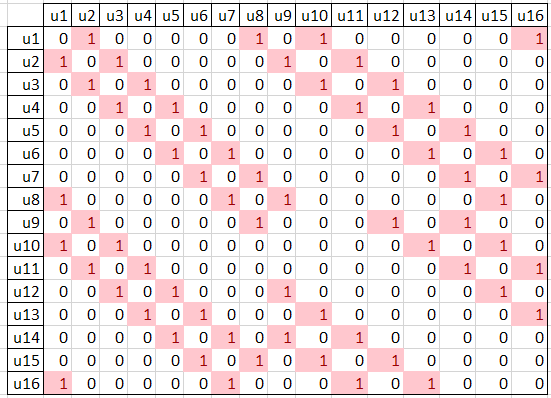 u1 u2 u3 u4 u5 u6 u7 u8 u9 u10 u11 u12 u13 u14 u15 u16
u1 0 1 0 0 0 0 0 1 0 1 0 0 0 0 0 1
u2 1 0 1 0 0 0 0 0 1 0 1 0 0 0 0 0
u3 0 1 0 1 0 0 0 0 0 1 0 1 0 0 0 0
u4 0 0 1 0 1 0 0 0 0 0 1 0 1 0 0 0
u5 0 0 0 1 0 1 0 0 0 0 0 1 0 1 0 0
u6 0 0 0 0 1 0 1 0 0 0 0 0 1 0 1 0
u7 0 0 0 0 0 1 0 1 0 0 0 0 0 1 0 1
u8 1 0 0 0 0 0 1 0 1 0 0 0 0 0 1 0
u9 0 1 0 0 0 0 0 1 0 0 0 1 0 1 0 0
u10 1 0 1 0 0 0 0 0 0 0 0 0 1 0 1 0
u11 0 1 0 1 0 0 0 0 0 0 0 0 0 1 0 1
u12 0 0 1 0 1 0 0 0 1 0 0 0 0 0 1 0
u13 0 0 0 1 0 1 0 0 0 1 0 0 0 0 0 1
u14 0 0 0 0 1 0 1 0 1 0 1 0 0 0 0 0
u15 0 0 0 0 0 1 0 1 0 1 0 1 0 0 0 0
u16 1 0 0 0 0 0 1 0 0 0 1 0 1 0 0 0